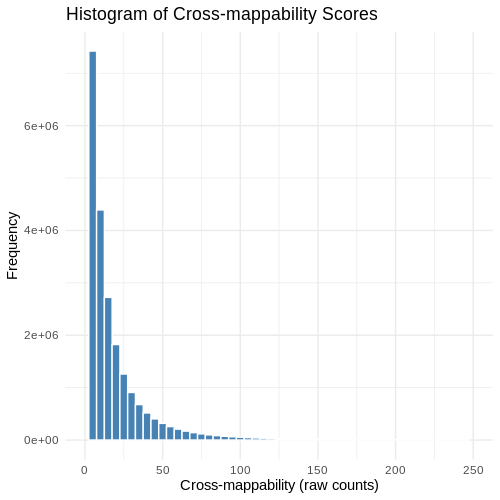 Histogram of Cross-mappability Scores
Frequency
6e+06
4e+06
2e+06
0e+00
0 50 100 150 200 250
Cross-mappability (raw counts)